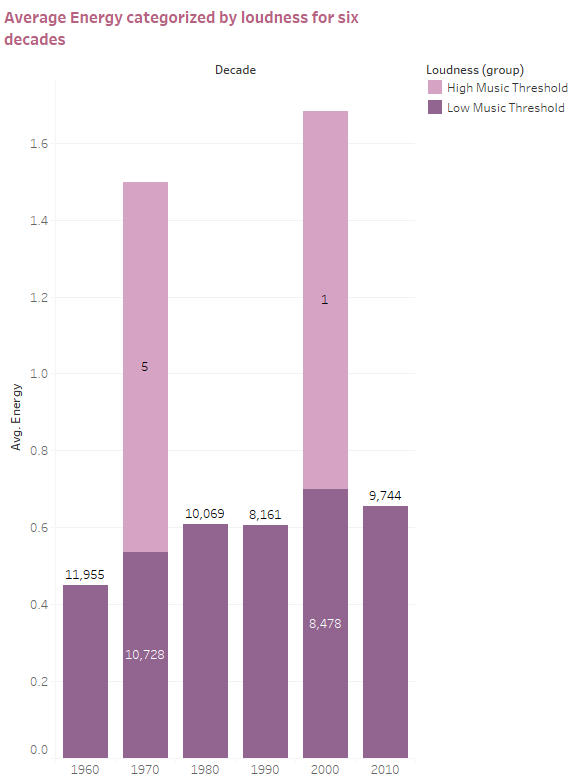 Average Energy categorized by loudness for six
decades
Decade
Loudness (group)
High Music Threshold
Low Music Threshold
Avg. Energy
1.6
1.4
1.2
1.0
0.8
0.6
0.4
0.2
0.0
11,955
5
10,728
10,069
8,161
1
8,478
9,744
1960 1970 1980 1990 2000 2010